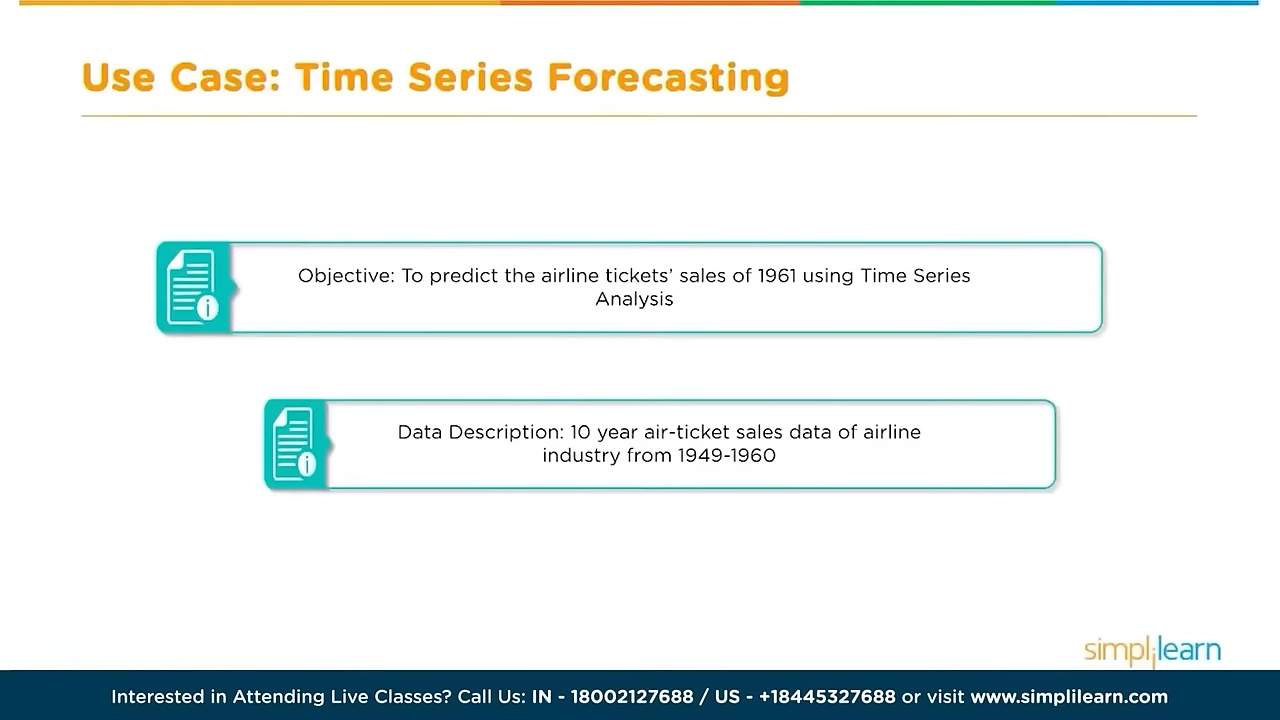 Use Case: Time Series Forecasting
Objective: To predict the airline tickets' sales of 1961 using Time Series
Analysis
Data Description: 10 year air-ticket sales data of airline
industry from 1949-1960
simplilearn
Interested in Attending Live Classes? Call Us: IN - 18002127688 / US - +18445327688 or visit www.simplilearn.com